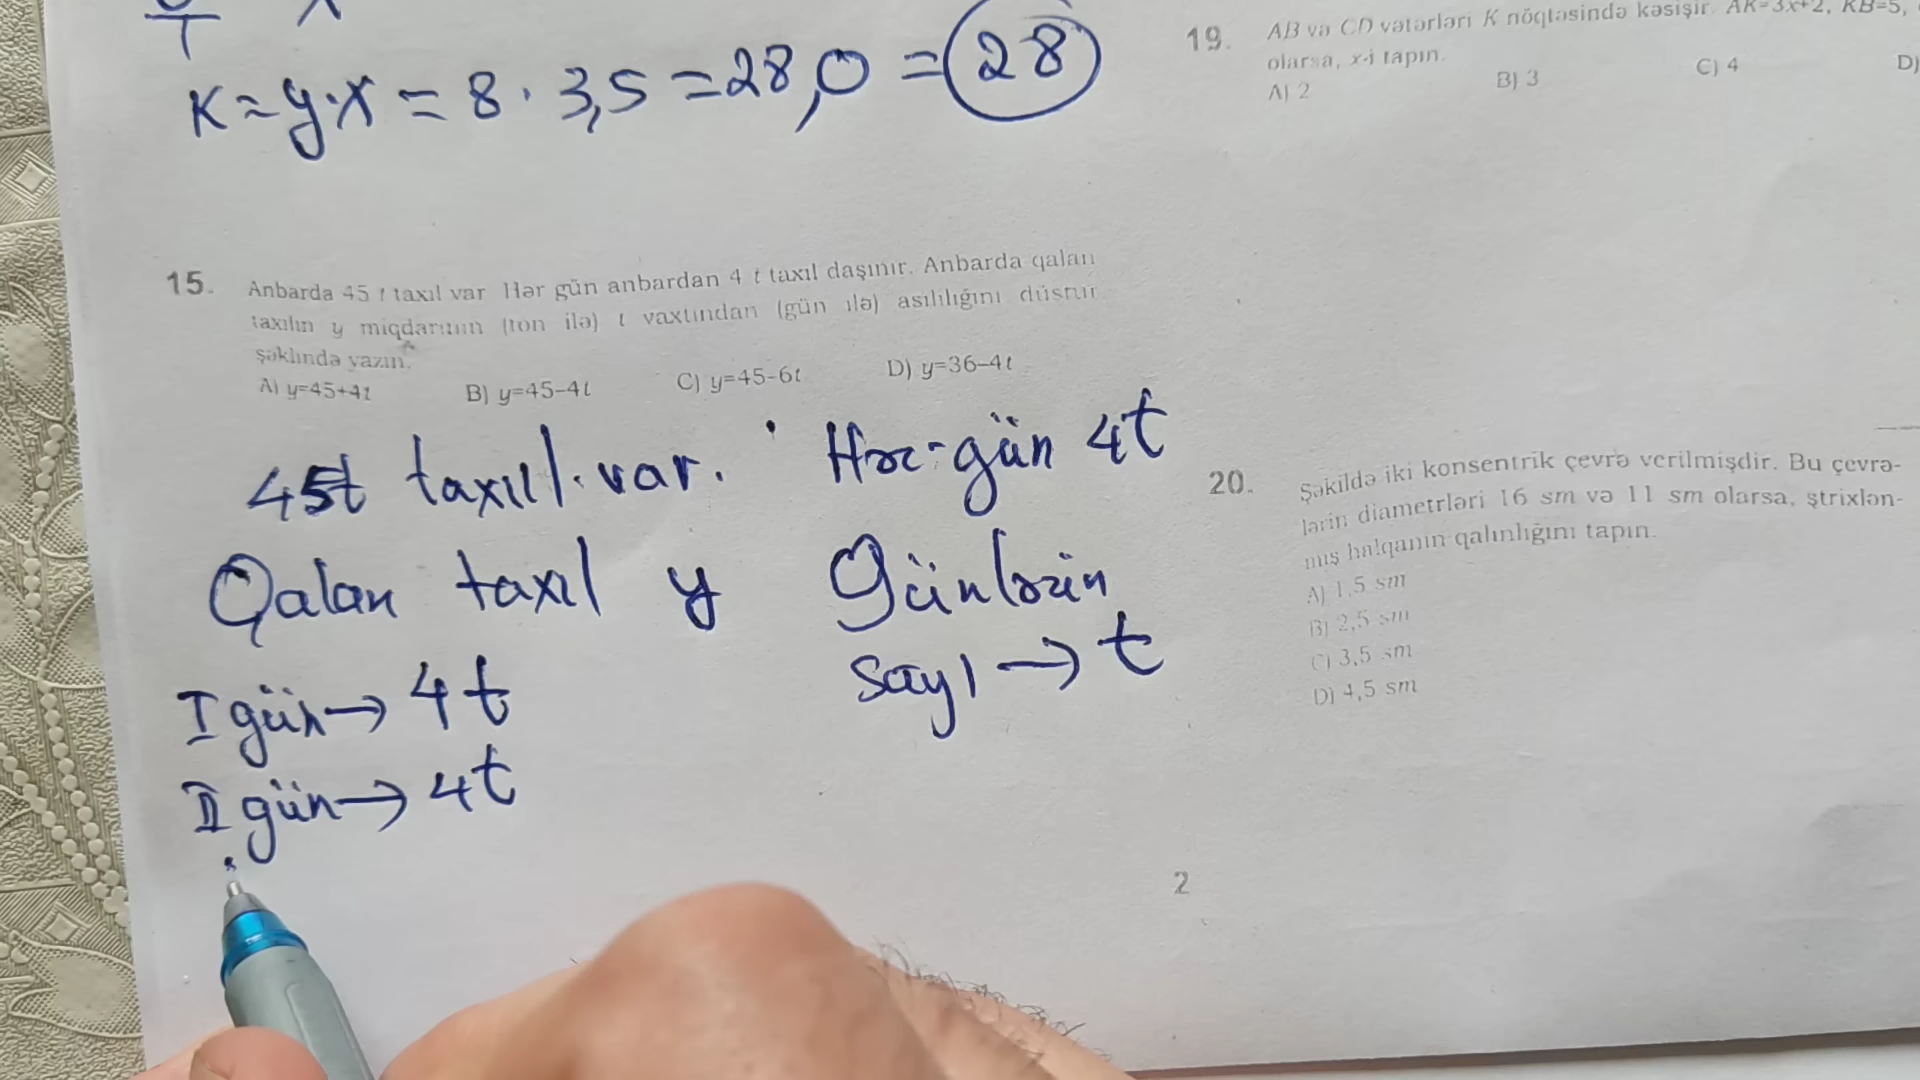 K=y·x=8·3,5=28,0=28
15. Anbarda 45 t taxıl var. Hər gün anbardan 4 t taxıl daşınır. Anbarda qalan
taxılın y miqdarının (ton ilə) t vaxtından (gün ilə) asılılığını düstur
şəklində yazın.
A) y=45+4t B) y=45-4t C) y=45-6t D) y=36-4t
45t taxıl var. Hər gün 4t
Qalan taxıl y Günlərin
sayı → t
I gün → 4t
II gün → 4t
19. AB və CD vətərləri K nöqtəsində kəsişir. AK=3x+2, KB=5,
olarsa, x-i tapın.
A) 2 B) 3 C) 4 D)
20. Şəkildə iki konsentrik çevrə verilmişdir. Bu çevrə-
lərin diametrləri 16 sm və 11 sm olarsa, ştrixlən-
miş halqanın qalınlığını tapın.
A) 1,5 sm
B) 2,5 sm
C) 3,5 sm
D) 4,5 sm
2